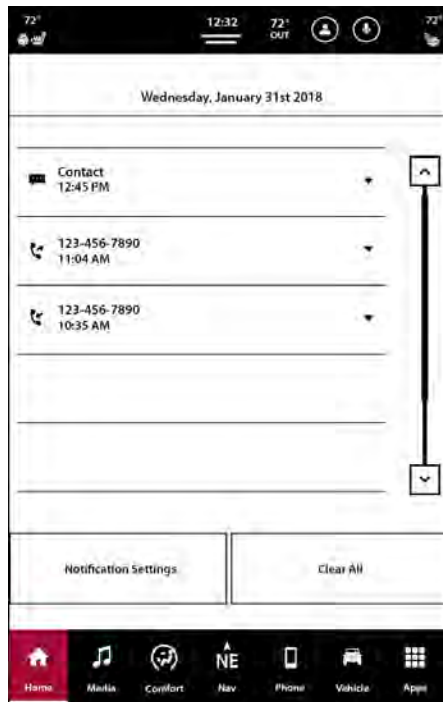 72°
12:32
72°
OUT
72°
Wednesday, January 31st 2018
Contact
12:45 PM
123-456-7890
11:04 AM
123-456-7890
10:35 AM
Notification Settings
Clear All
NE
Home
Media
Comfort
Nav
Phone
Vehicle
Apps